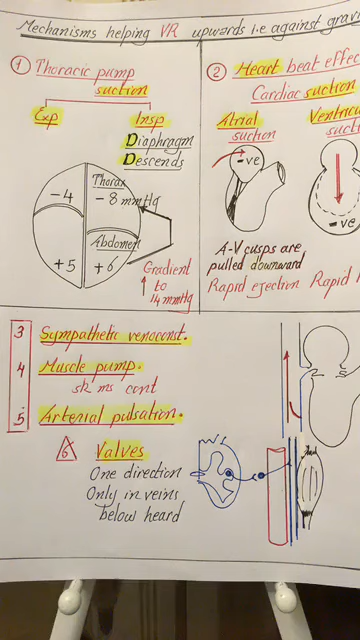 Mechanisms helping VR upwards i.e against grav
1 Thoracic pump
suction
Exp
Insp
Diaphragm
Descends
Thorax
-4
-8 mmHg
Abdomen
+5
+6
Gradient
↑ to
14 mmHg
2 Heart beat effec
Cardiac suction
Atrial
suction
Ventricu
sucti
-ve
-ve
A-V cusps are
pulled downward
Rapid ejection
Rapid
3 Sympathetic venoconst.
4 Muscle pump.
sk ms cont
5 Arterial pulsation.
6 Valves
One direction
Only in veins
below heard